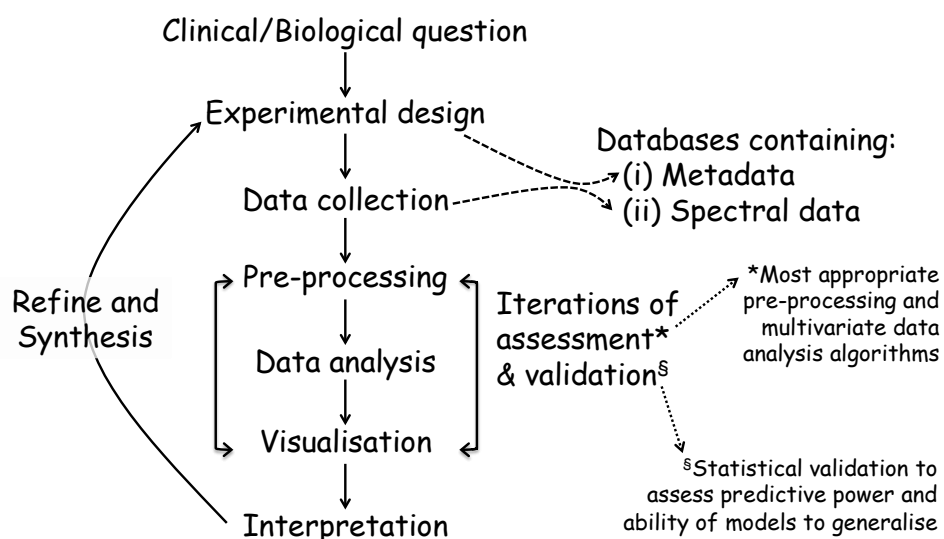 Clinical/Biological question
Experimental design
Databases containing:
(i) Metadata
(ii) Spectral data
Data collection
Pre-processing
Refine and
Synthesis
Iterations of
assessment*
& validation§
*Most appropriate
pre-processing and
multivariate data
analysis algorithms
Data analysis
Visualisation
§Statistical validation to
assess predictive power and
ability of models to generalise
Interpretation